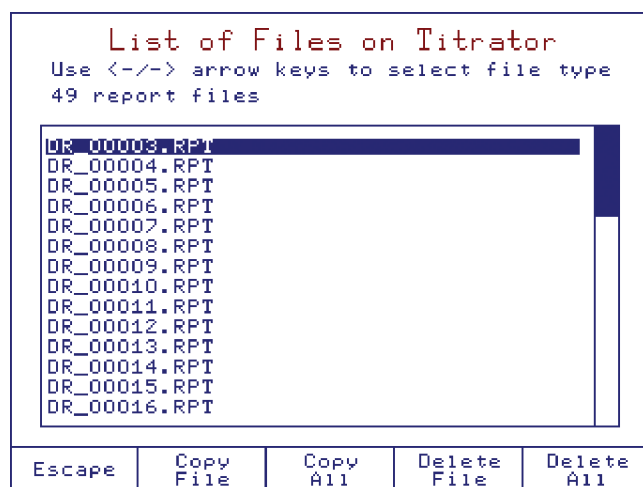 List of Files on Titrator
Use <-/-> arrow keys to select file type
49 report files
DR_00003.RPT
DR_00004.RPT
DR_00005.RPT
DR_00006.RPT
DR_00007.RPT
DR_00008.RPT
DR_00009.RPT
DR_00010.RPT
DR_00011.RPT
DR_00012.RPT
DR_00013.RPT
DR_00014.RPT
DR_00015.RPT
DR_00016.RPT
Escape
Copy
File
Copy
All
Delete
File
Delete
All